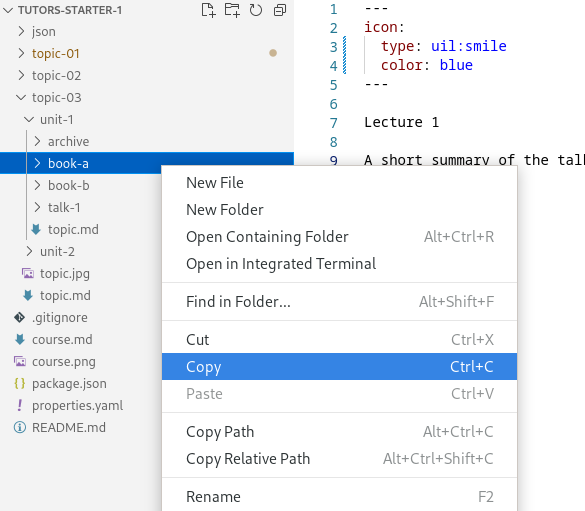 TUTORS-STARTER-1
json
topic-01
topic-02
topic-03
unit-1
archive
book-a
book-b
talk-1
topic.md
unit-2
topic.jpg
topic.md
.gitignore
course.md
course.png
package.json
properties.yaml
README.md
1 ---
2 icon:
3 type: uil:smile
4 color: blue
5 ---
6
7 Lecture 1
8
9 A short summary of the talk
New File
New Folder
Open Containing Folder Alt+Ctrl+R
Open in Integrated Terminal
Find in Folder... Alt+Shift+F
Cut Ctrl+X
Copy Ctrl+C
Paste Ctrl+V
Copy Path Alt+Ctrl+C
Copy Relative Path Alt+Ctrl+Shift+C
Rename F2